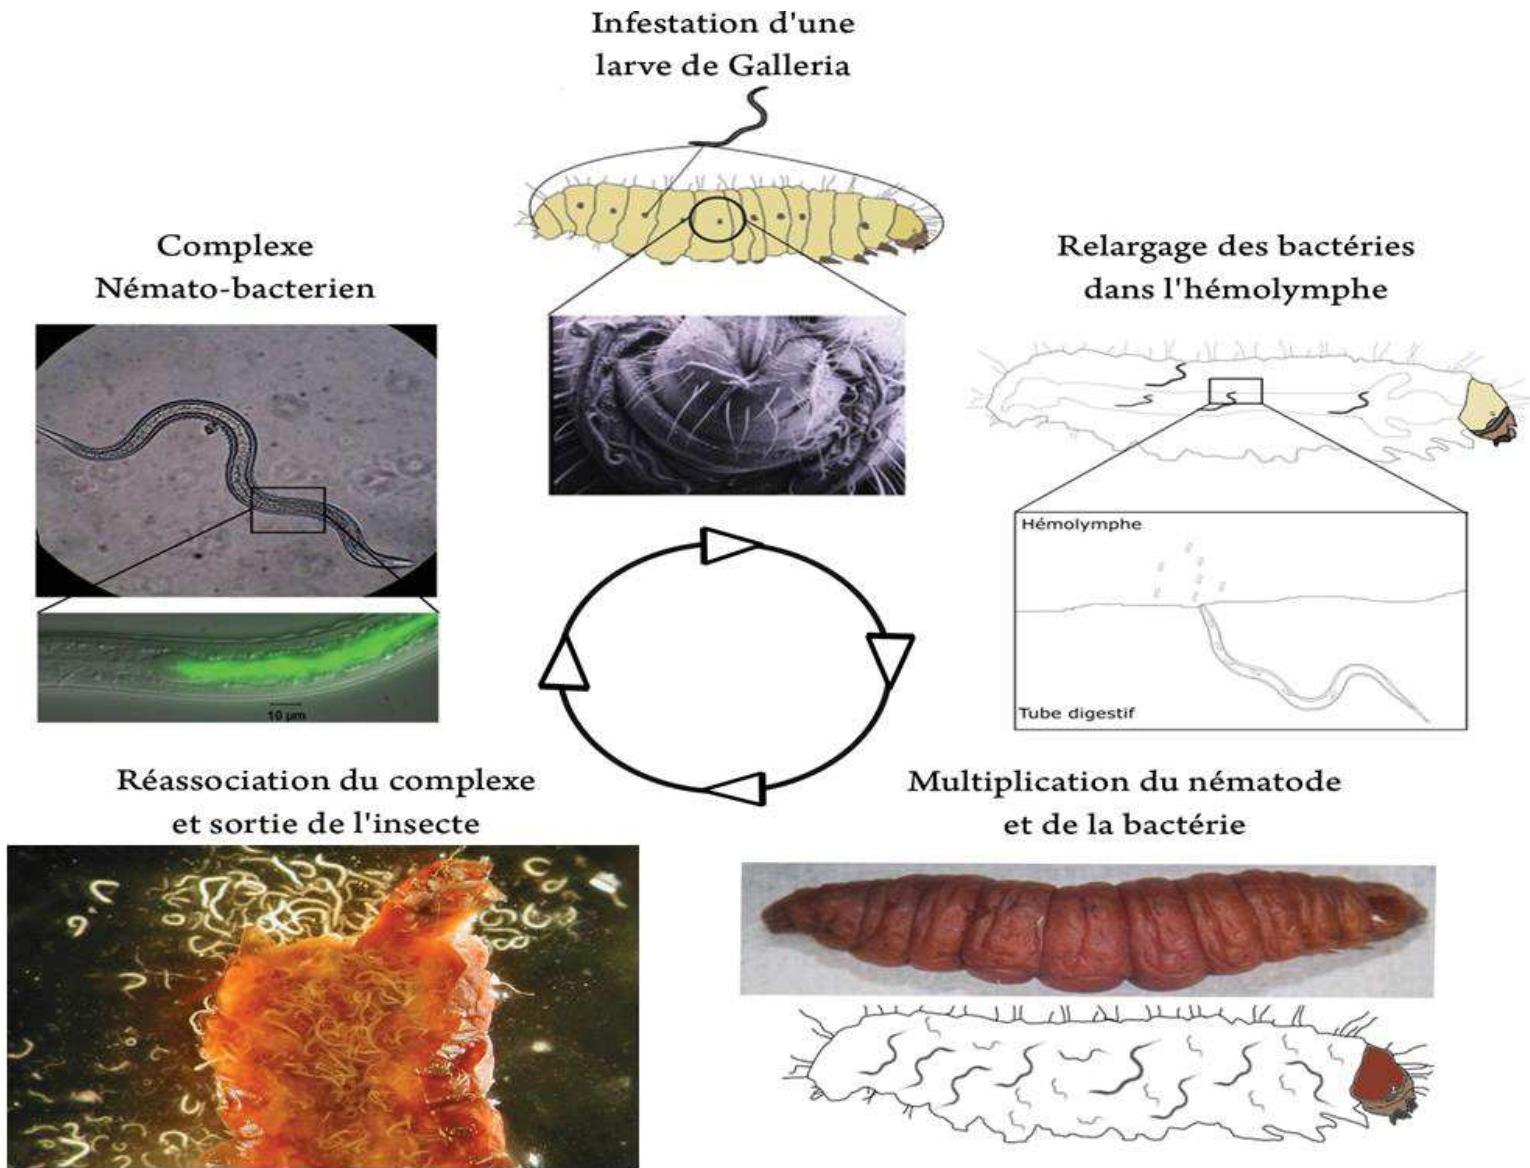 Infestation d'une
larve de Galleria
Complexe
Némato-bacterien
10 µm
Relargage des bactéries
dans l'hémolymphe
Hémolymphe
Tube digestif
Réassociation du complexe
et sortie de l'insecte
Multiplication du nématode
et de la bactérie